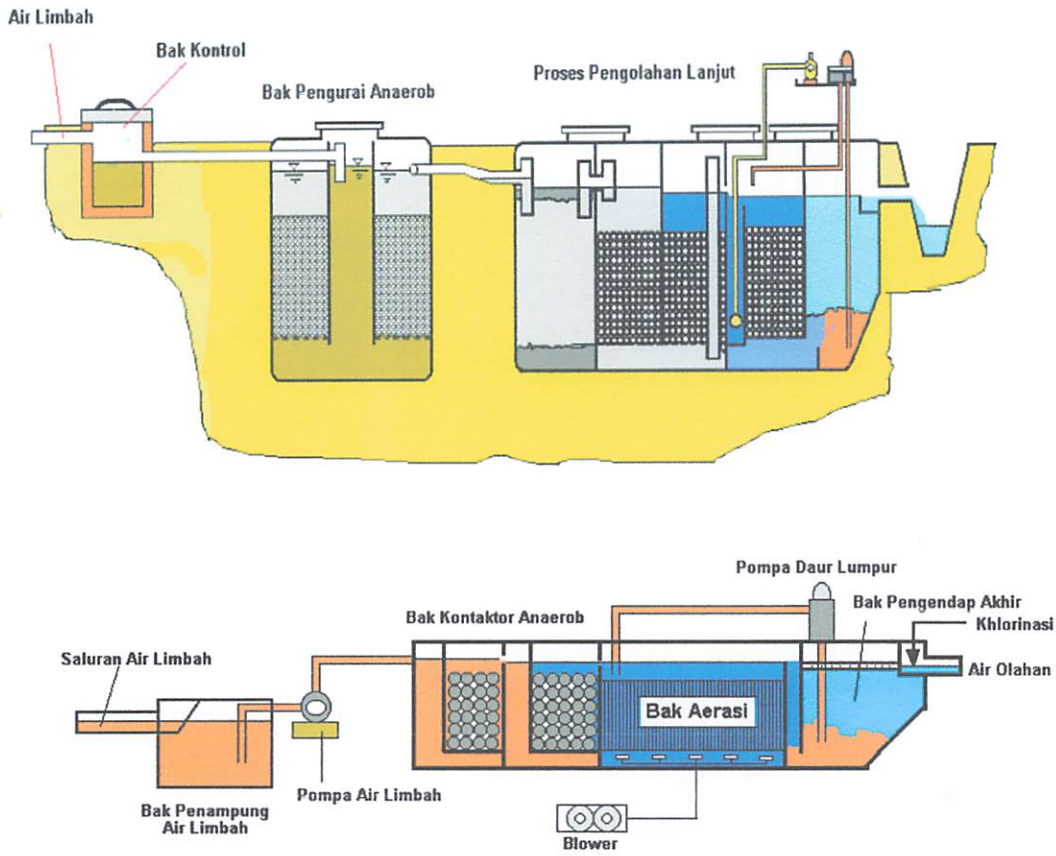 Air Limbah
Bak Kontrol
Bak Pengurai Anaerob
Proses Pengolahan Lanjut
Pompa Daur Lumpur
Bak Pengendap Akhir
Bak Kontaktor Anaerob
Khlorinasi
Saluran Air Limbah
Air Olahan
Bak Aerasi
Pompa Air Limbah
Bak Penampung
Air Limbah
Blower